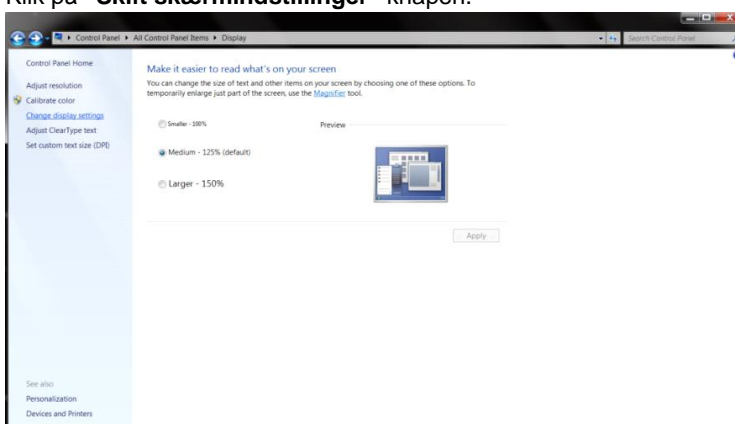 Klik på "Skift skærmindstillinger" knappen.
Control Panel ▸ All Control Panel Items ▸ Display
Search Control Panel
Control Panel Home
Adjust resolution
Calibrate color
Change display settings
Adjust ClearType text
Set custom text size (DPI)
See also
Personalization
Devices and Printers
Make it easier to read what's on your screen
You can change the size of text and other items on your screen by choosing one of these options. To
temporarily enlarge just part of the screen, use the Magnifier tool.
Smaller - 100%
Preview
Medium - 125% (default)
Larger - 150%
Apply